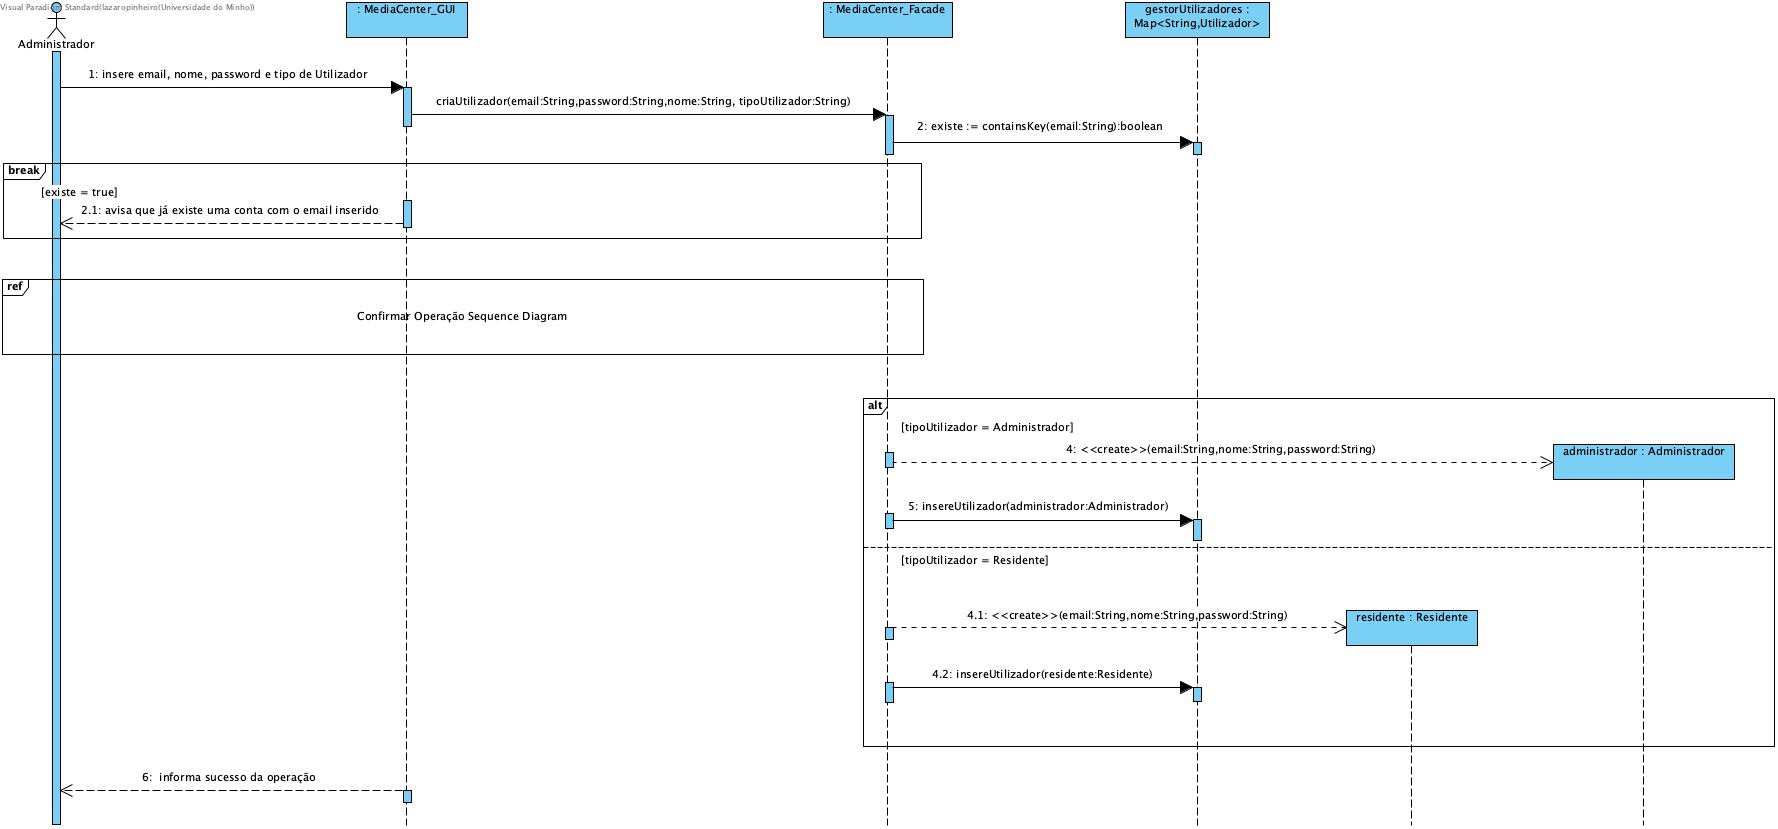 Visual Paradigm Standard(lazaropinheiro(Universidade do Minho))
Administrador
: MediaCenter_GUI
: MediaCenter_Facade
gestorUtilizadores :
Map<String,Utilizador>
1: insere email, nome, password e tipo de Utilizador
criaUtilizador(email:String,password:String,nome:String, tipoUtilizador:String)
2: existe := containsKey(email:String):boolean
break
[existe = true]
2.1: avisa que já existe uma conta com o email inserido
ref
Confirmar Operação Sequence Diagram
alt
[tipoUtilizador = Administrador]
4: <<create>>(email:String,nome:String,password:String)
administrador : Administrador
5: insereUtilizador(administrador:Administrador)
[tipoUtilizador = Residente]
4.1: <<create>>(email:String,nome:String,password:String)
residente : Residente
4.2: insereUtilizador(residente:Residente)
6: informa sucesso da operação